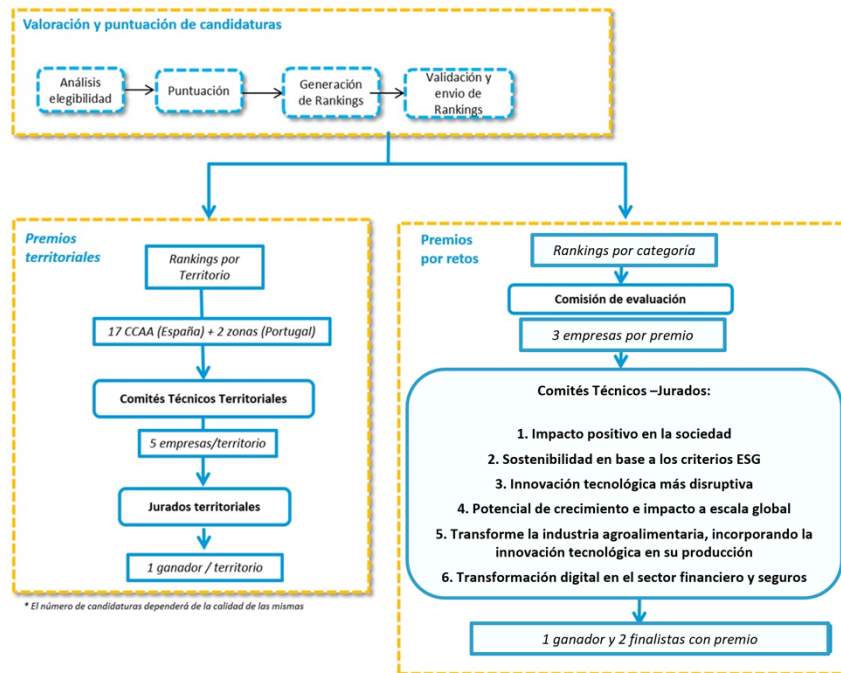 Valoración y puntuación de candidaturas
Análisis
elegibilidad
Puntuación
Generación
de Rankings
Validación y
envio de
Rankings
Premios
territoriales
Rankings por
Territorio
17 CCAA (España) + 2 zonas (Portugal)
Comités Técnicos Territoriales
5 empresas/territorio
Jurados territoriales
1 ganador / territorio
* El número de candidaturas dependerá de la calidad de las mismas
Premios
por retos
Rankings por categoría
Comisión de evaluación
3 empresas por premio
Comités Técnicos –Jurados:
1. Impacto positivo en la sociedad
2. Sostenibilidad en base a los criterios ESG
3. Innovación tecnológica más disruptiva
4. Potencial de crecimiento e impacto a escala global
5. Transforme la industria agroalimentaria, incorporando la
innovación tecnológica en su producción
6. Transformación digital en el sector financiero y seguros
1 ganador y 2 finalistas con premio